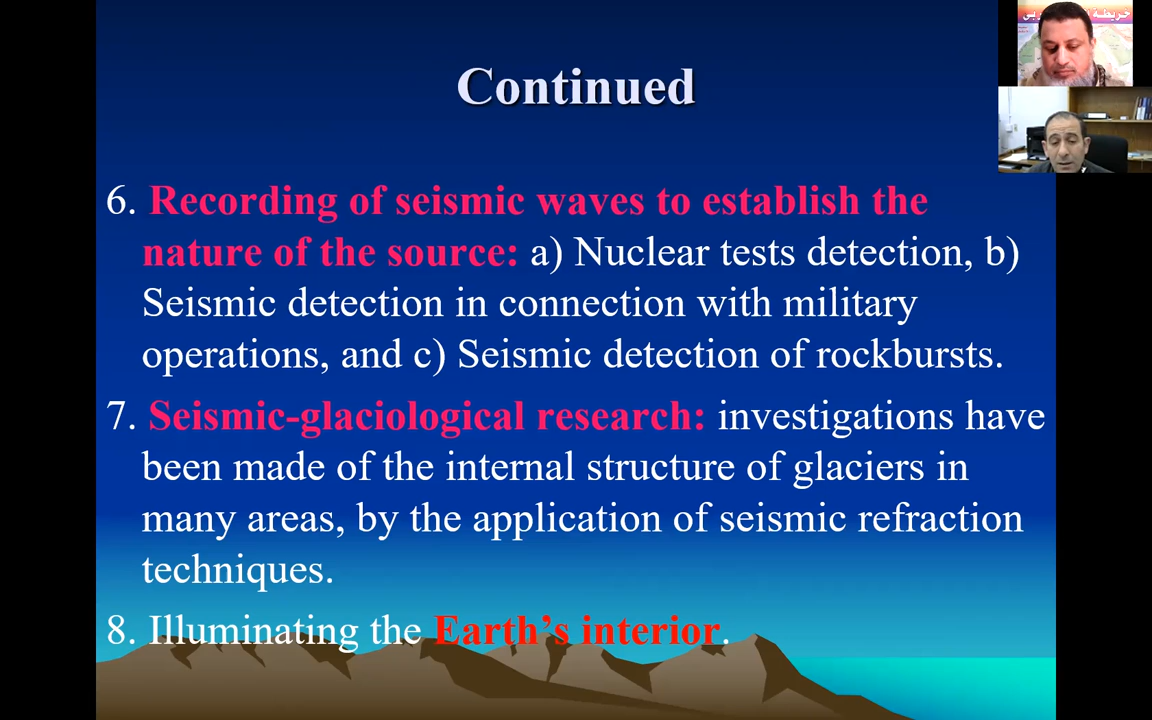 خريطة
Continued
6. Recording of seismic waves to establish the
nature of the source: a) Nuclear tests detection, b)
Seismic detection in connection with military
operations, and c) Seismic detection of rockbursts.
7. Seismic-glaciological research: investigations have
been made of the internal structure of glaciers in
many areas, by the application of seismic refraction
techniques.
8. Illuminating the Earth’s interior.